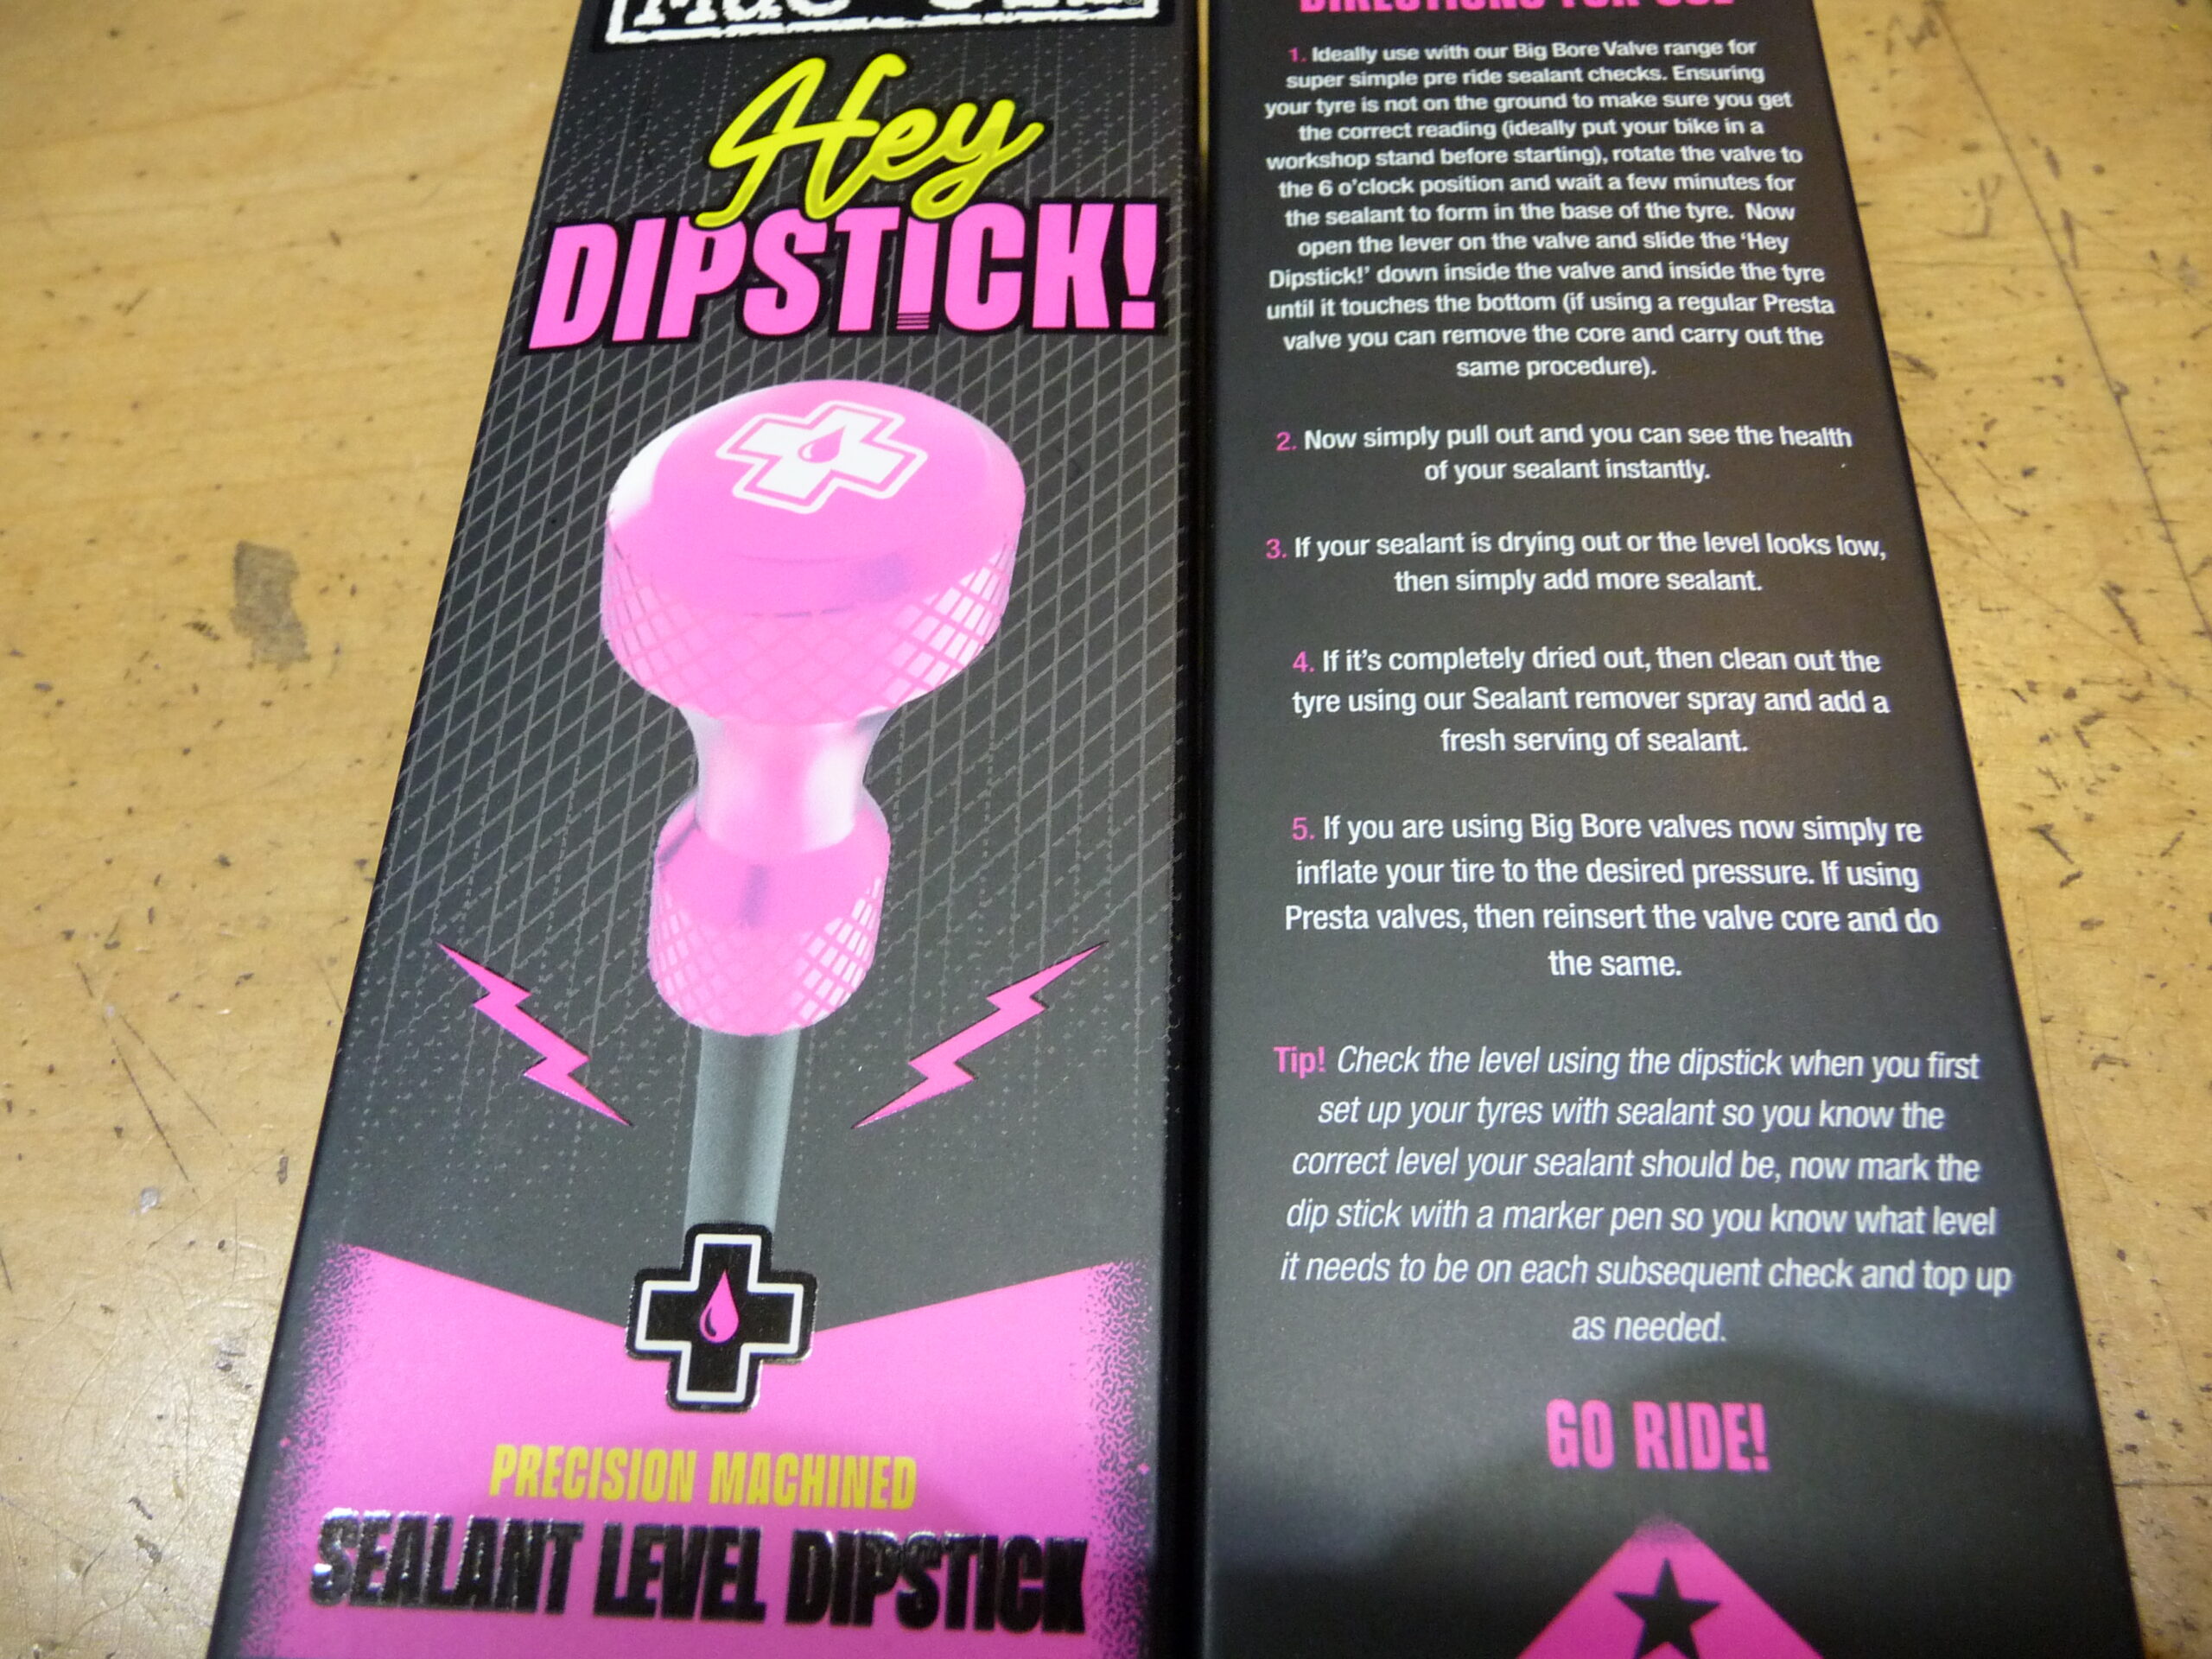 Hey
DIPSTICK!
PRECISION MACHINED
SEALANT LEVEL DIPSTICK
DIRECTIONS FOR USE
1. Ideally use with our Big Bore Valve range for
super simple pre ride sealant checks. Ensuring
your tyre is not on the ground to make sure you get
the correct reading (ideally put your bike in a
workshop stand before starting), rotate the valve to
the 6 o'clock position and wait a few minutes for
the sealant to form in the base of the tyre. Now
open the lever on the valve and slide the ‘Hey
Dipstick!’ down inside the valve and inside the tyre
until it touches the bottom (if using a regular Presta
valve you can remove the core and carry out the
same procedure).
2. Now simply pull out and you can see the health
of your sealant instantly.
3. If your sealant is drying out or the level looks low,
then simply add more sealant.
4. If it’s completely dried out, then clean out the
tyre using our Sealant remover spray and add a
fresh serving of sealant.
5. If you are using Big Bore valves now simply re
inflate your tire to the desired pressure. If using
Presta valves, then reinsert the valve core and do
the same.
Tip! Check the level using the dipstick when you first
set up your tyres with sealant so you know the
correct level your sealant should be, now mark the
dip stick with a marker pen so you know what level
it needs to be on each subsequent check and top up
as needed.
GO RIDE!